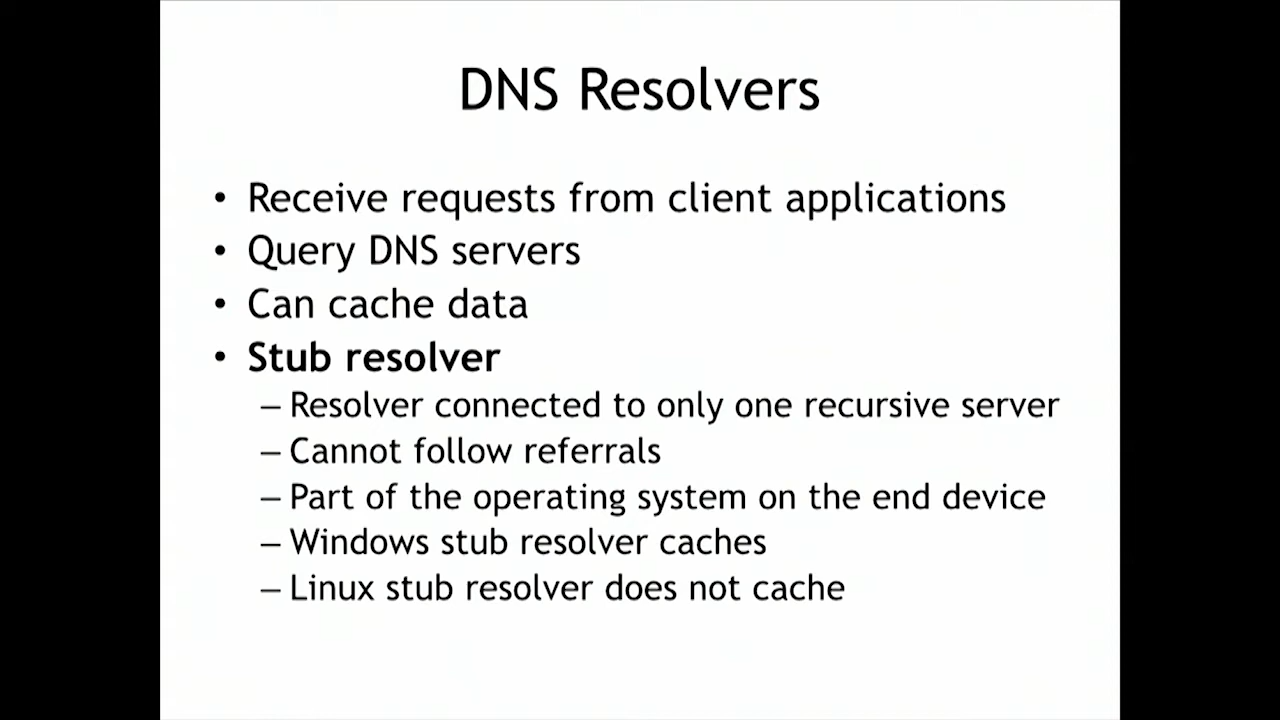 DNS Resolvers
• Receive requests from client applications
• Query DNS servers
• Can cache data
• Stub resolver
– Resolver connected to only one recursive server
– Cannot follow referrals
– Part of the operating system on the end device
– Windows stub resolver caches
– Linux stub resolver does not cache